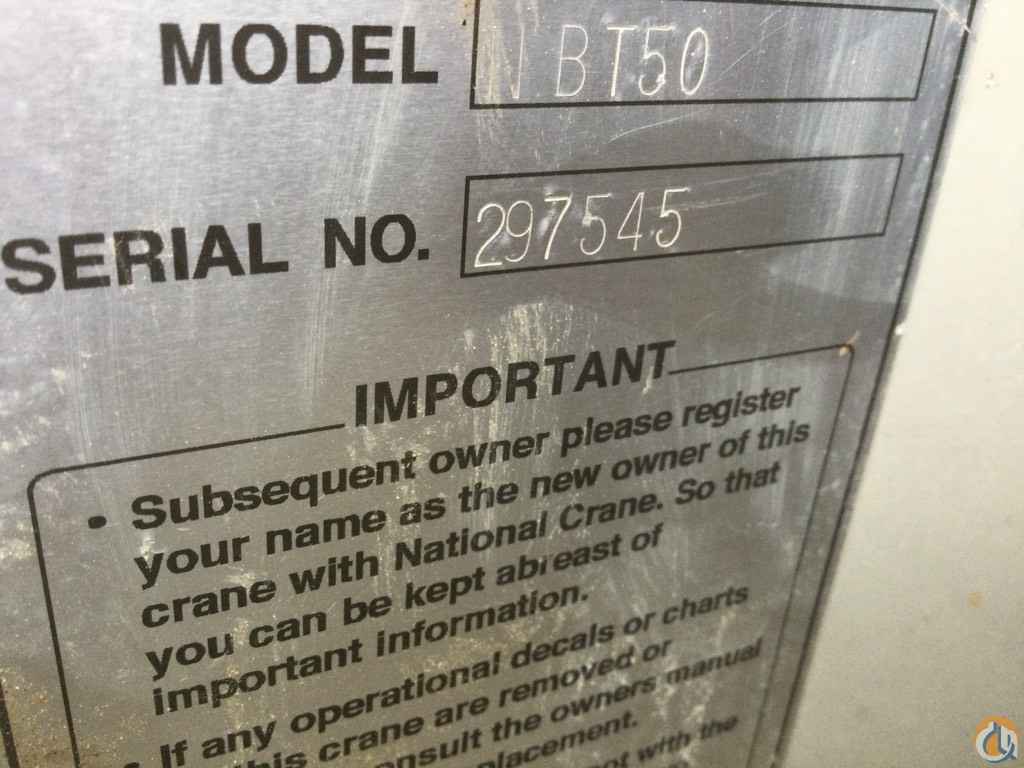 MODEL NBT50
SERIAL NO. 297545
IMPORTANT
• Subsequent owner please register
your name as the new owner of this
crane with National Crane. So that
you can be kept abreast of
important information.
• If any operational decals or charts
this crane are removed or
consult the owners manual
placement.
not with the